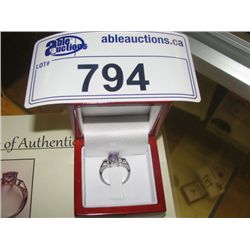 able auctions
ableauctions.ca
LOT#
794
of Authentic